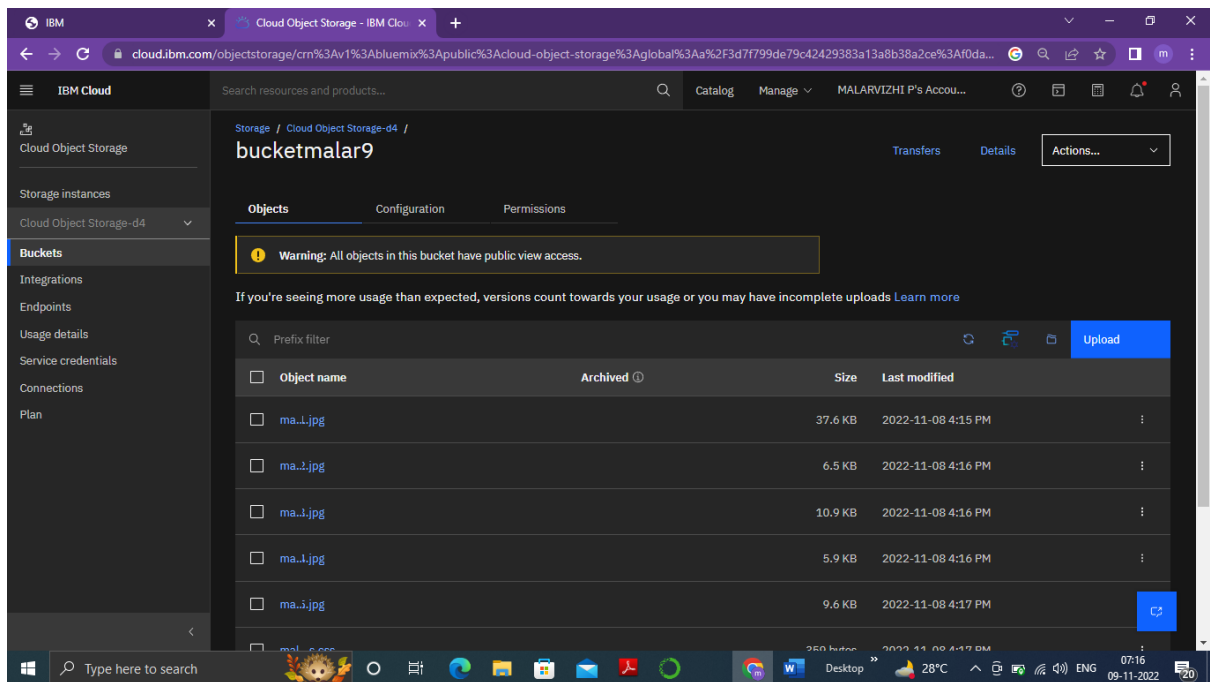 IBM
Cloud Object Storage - IBM Clou
cloud.ibm.com/objectstorage/crn%3Av1%3Abluemix%3Apublic%3Acloud-object-storage%3Aglobal%3Aa%2F3d7f799de79c42429383a13a8b38a2ce%3Af0da...
m
IBM Cloud
Search resources and products...
Catalog
Manage
MALARVIZHI P's Accou...
Cloud Object Storage
Storage instances
Cloud Object Storage-d4
Buckets
Integrations
Endpoints
Usage details
Service credentials
Connections
Plan
Storage / Cloud Object Storage-d4 /
bucketmalar9
Transfers
Details
Actions...
Objects
Configuration
Permissions
Warning: All objects in this bucket have public view access.
If you're seeing more usage than expected, versions count towards your usage or you may have incomplete uploads Learn more
Prefix filter
Upload
Object name Archived Size Last modified
ma..1.jpg 37.6 KB 2022-11-08 4:15 PM
ma..2.jpg 6.5 KB 2022-11-08 4:16 PM
ma..3.jpg 10.9 KB 2022-11-08 4:16 PM
ma..4.jpg 5.9 KB 2022-11-08 4:16 PM
ma..5.jpg 9.6 KB 2022-11-08 4:17 PM
Type here to search
Desktop
28°C
ENG
07:16
09-11-2022
20